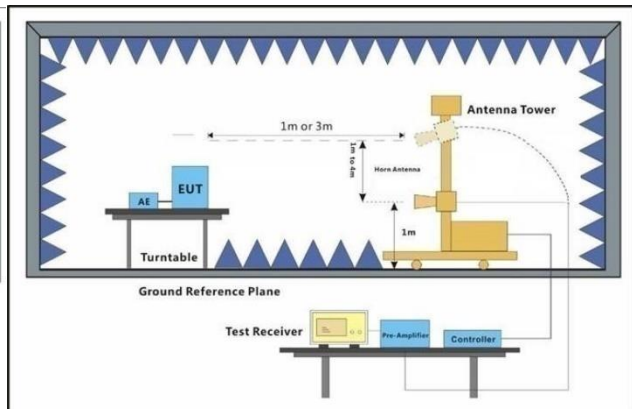 1m or 3m
Antenna Tower
1m to 4m
Horn Antenna
EUT
AE
1m
Turntable
Ground Reference Plane
Test Receiver
Pre-Amplifier
Controller